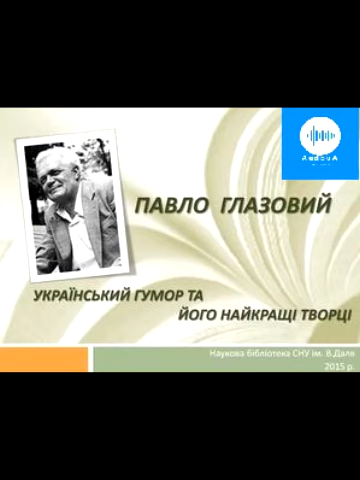 ПАВЛО ГЛАЗОВИЙ
УКРАЇНСЬКИЙ ГУМОР ТА
ЙОГО НАЙКРАЩІ ТВОРЦІ
Наукова бібліотека СНУ ім. В.Даля
2015 р.